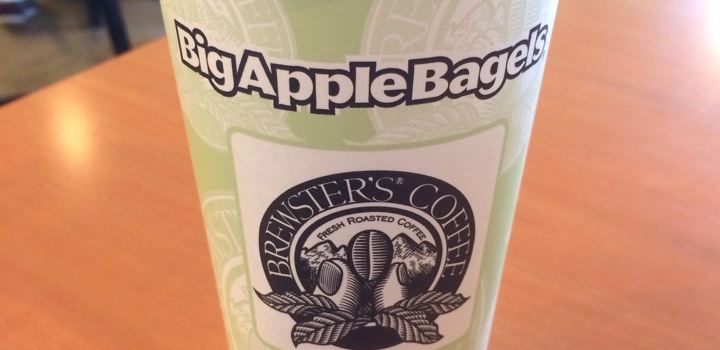 BigAppleBagels
BREWSTER'S® COFFEE
FRESH ROASTED COFFEE